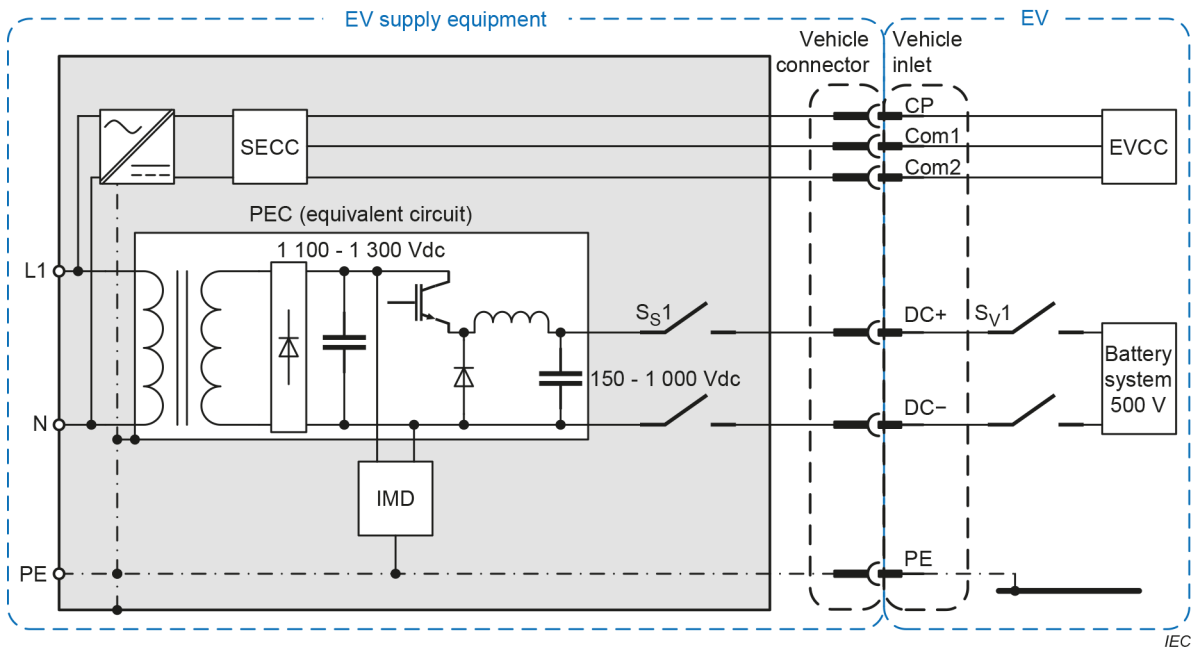 EV supply equipment
EV
Vehicle
connector
Vehicle
inlet
CP
SECC
Com1
EVCC
Com2
PEC (equivalent circuit)
1 100 - 1 300 Vdc
L1
SS1
DC+
SV1
150 - 1 000 Vdc
Battery
system
500 V
N
DC–
IMD
PE
PE
IEC